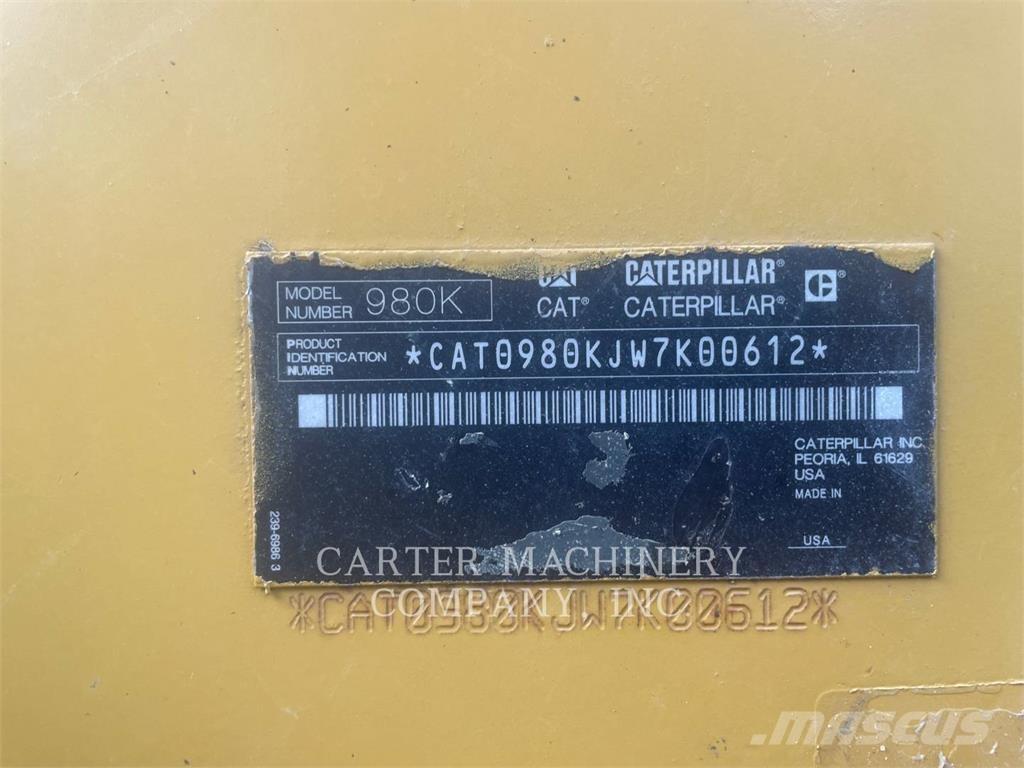 MODEL NUMBER 980K
CAT CATERPILLAR
CAT® CATERPILLAR®
PRODUCT IDENTIFICATION NUMBER *CAT0980KJW7K00612*
CATERPILLAR INC.
PEORIA, IL 61629
USA
MADE IN
USA
239-6986 3
*CAT0980KJW7K00612*
CARTER MACHINERY
COMPANY, INC.
mascus